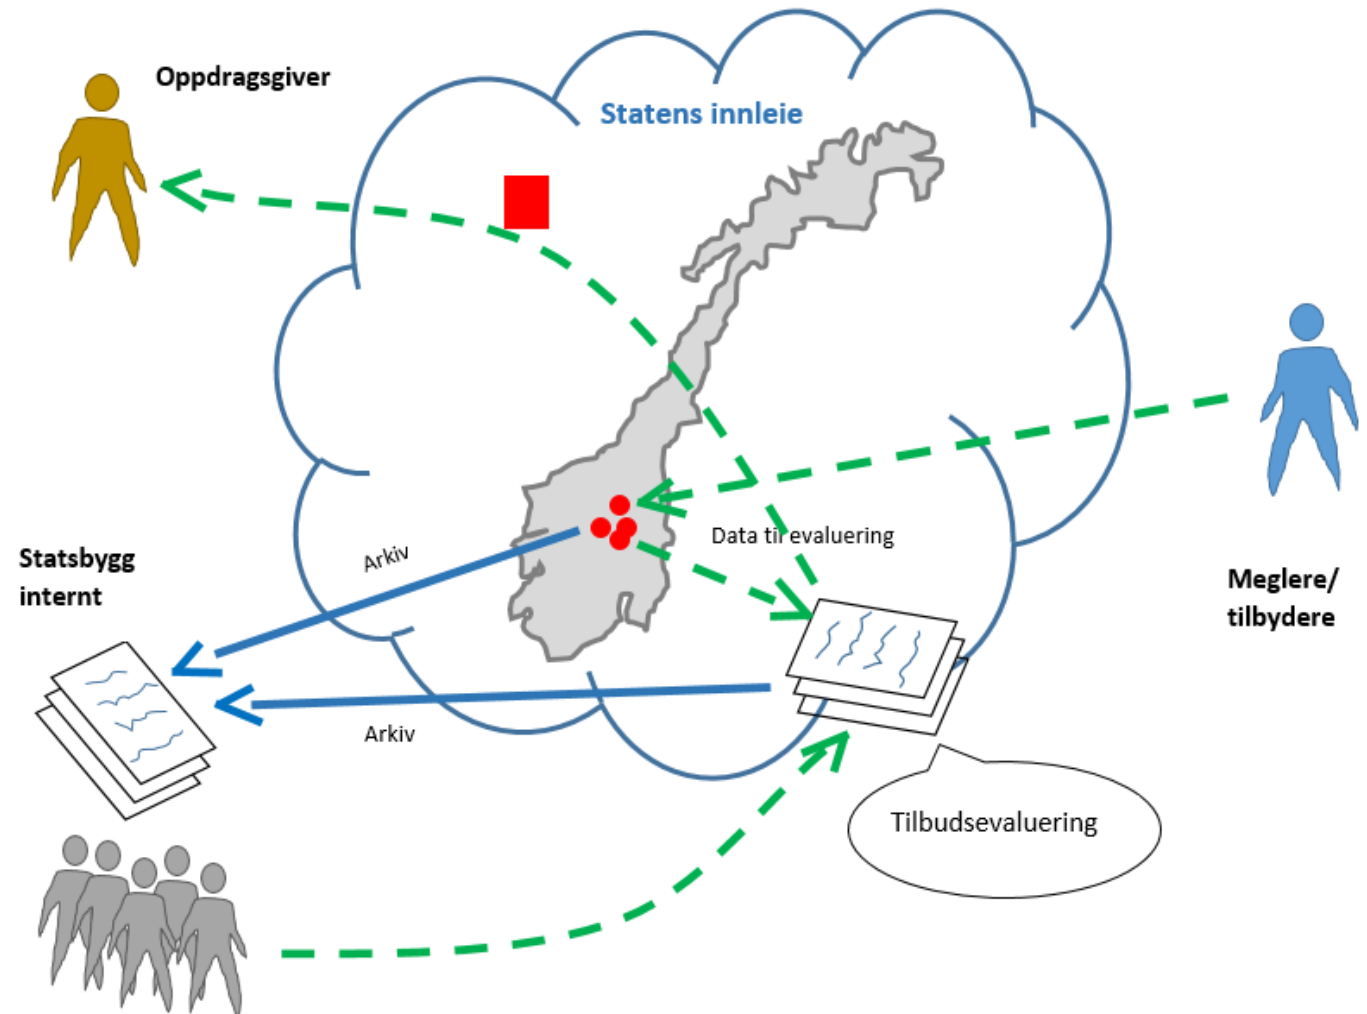 Oppdragsgiver
Statens innleie
Data til evaluering
Arkiv
Statsbygg
internt
Meglere/
tilbydere
Arkiv
Tilbudsevaluering